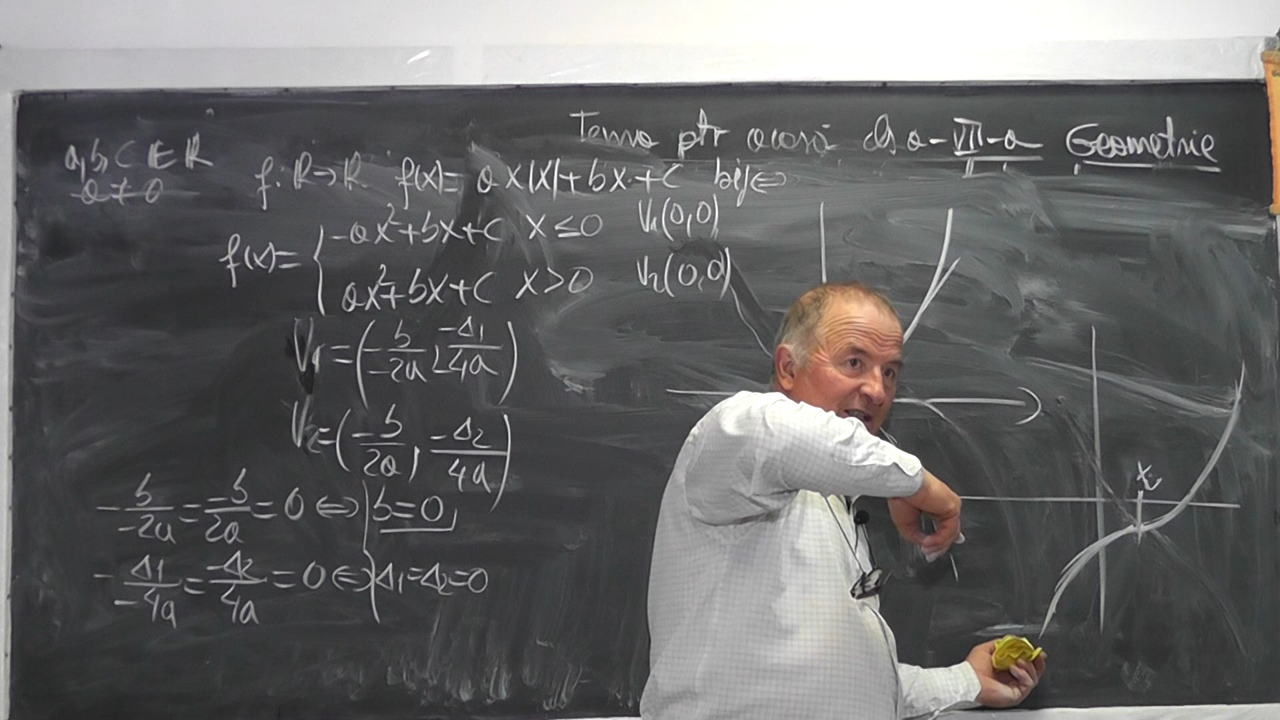 Tema ptr acasă cls a-VII-a Geometrie
a, b, c ∈ R
a ≠ 0
f: R→R f(x)= ax|x|+bx+c bij⇔
f(x)= { -ax²+bx+c x≤0 V₁(0,0)
ax²+bx+c x>0 V₂(0,0)
V₁=(-b/-2a, -Δ1/-4a)
V₂=(-b/2a, -Δ2/4a)
-b/-2a=-b/2a=0⇔ b=0
-Δ1/-4a=-Δ2/4a=0⇔ Δ1=Δ2=0